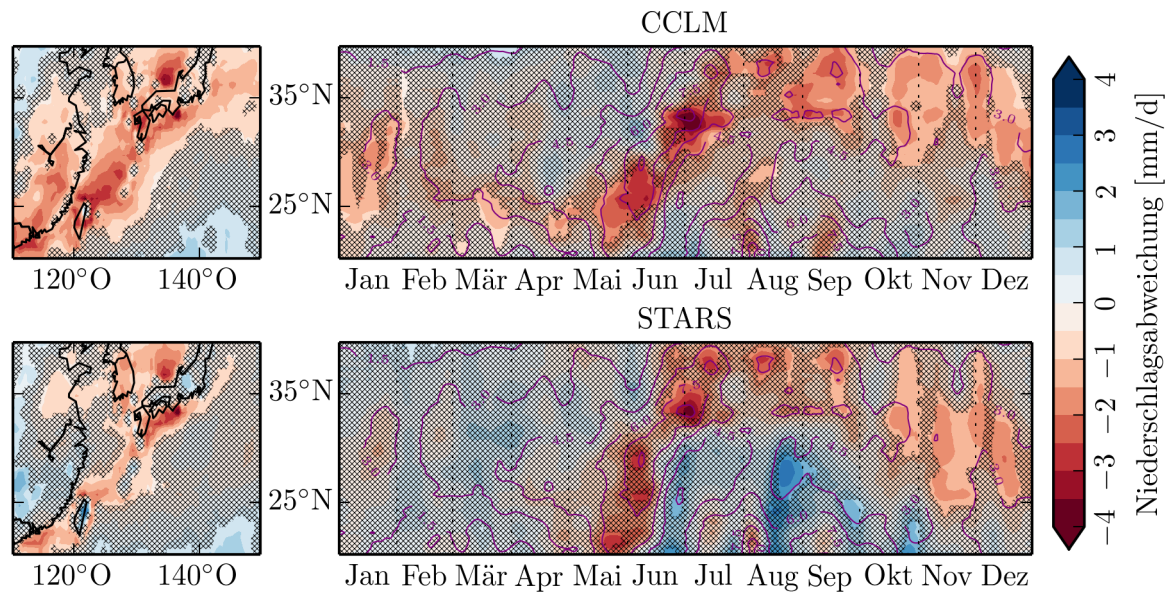 CCLM
35°N
25°N
120°O 140°O
Jan Feb Mär Apr Mai Jun Jul Aug Sep Okt Nov Dez
STARS
35°N
25°N
120°O 140°O
Jan Feb Mär Apr Mai Jun Jul Aug Sep Okt Nov Dez
4
3
2
1
0
−1
−2
−3
−4
Niederschlagsabweichung [mm/d]